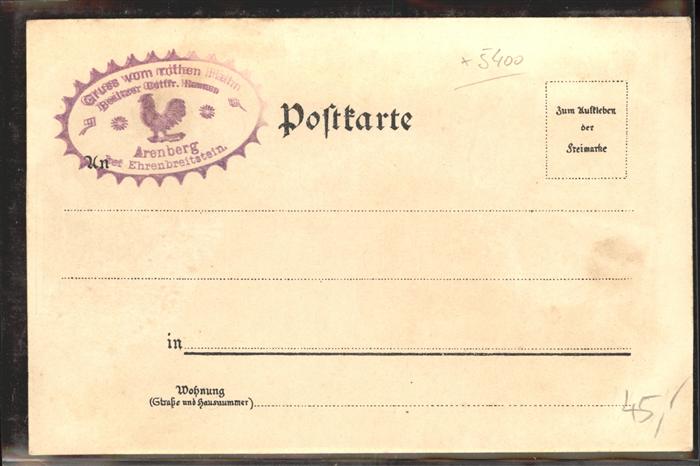 Gruss vom rothen Hahn
Besitzer Gottfr.
Arenberg
bei Ehrenbreitstein.
+ 5400
Postkarte
Zum Aufkleben
der
Freimarke
An
in
Wohnung
(Straße und Hausnummer)
45,-